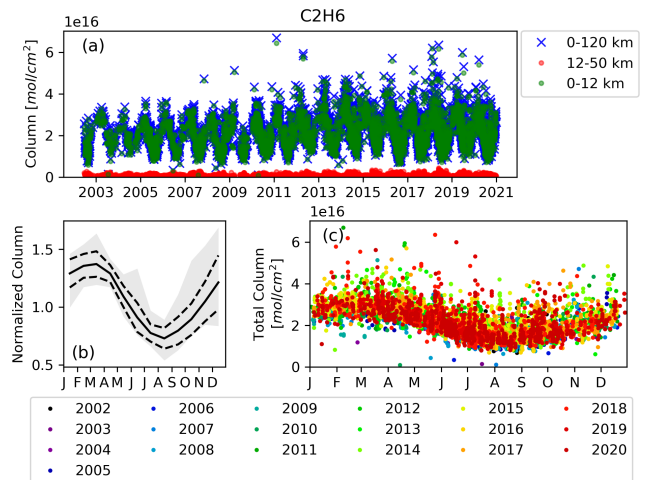 C2H6
1e16
(a)
0-120 km
12-50 km
0-12 km
Column [mol/cm²]
6
4
2
0
2003 2005 2007 2009 2011 2013 2015 2017 2019 2021
1e16
(b)
Normalized Column
1.5
1.0
0.5
J F M A M J J A S O N D
(c)
Total Column
[mol/cm²]
6
4
2
0
J F M A M J J A S O N D
2002 2006 2009 2012 2015 2018
2003 2007 2010 2013 2016 2019
2004 2008 2011 2014 2017 2020
2005